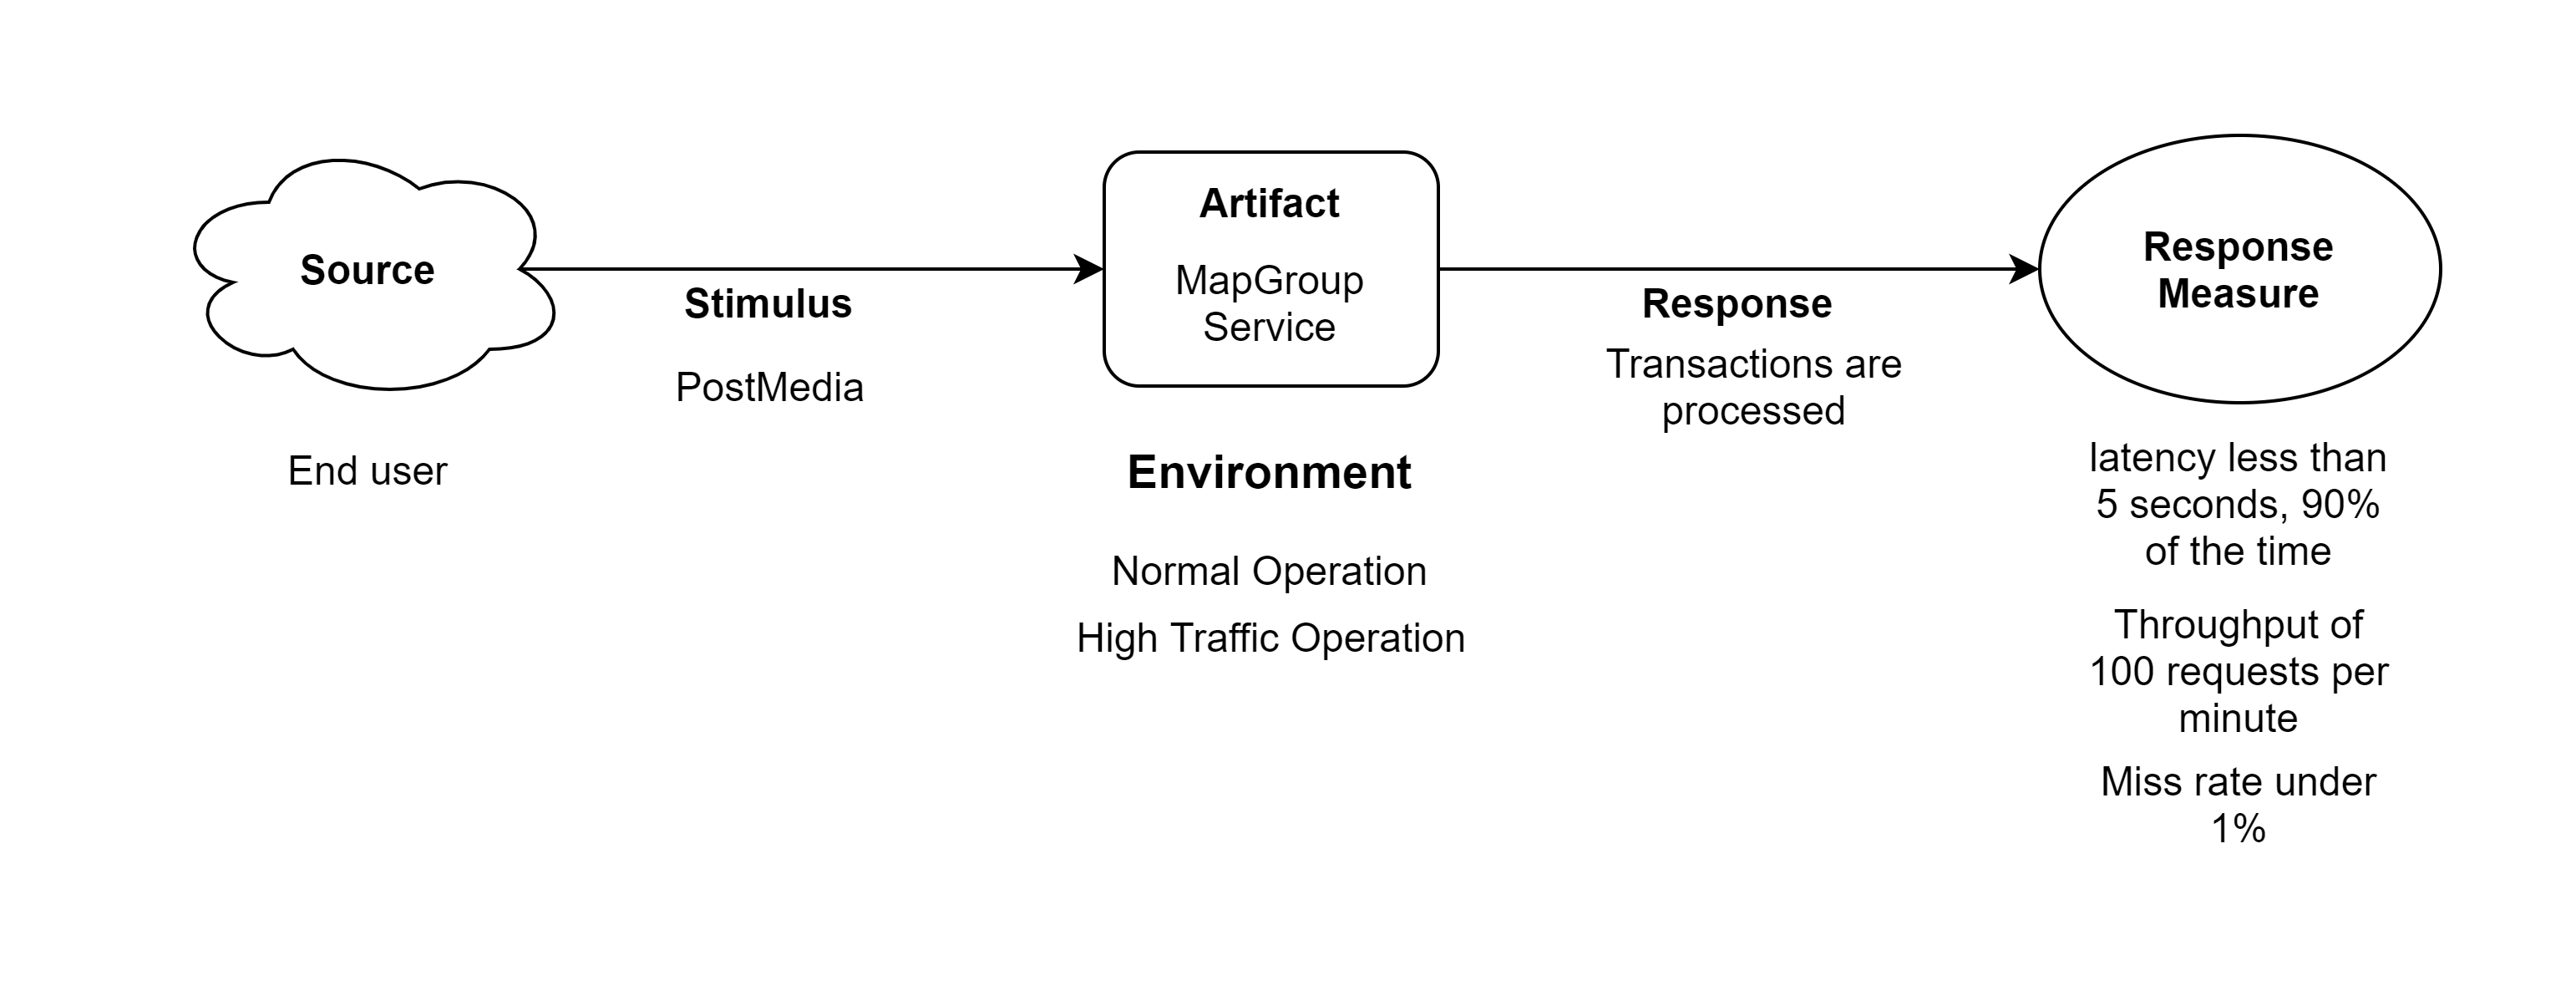 Source
End user
Stimulus
PostMedia
Artifact
MapGroup
Service
Environment
Normal Operation
High Traffic Operation
Response
Transactions are
processed
Response
Measure
latency less than
5 seconds, 90%
of the time
Throughput of
100 requests per
minute
Miss rate under
1%